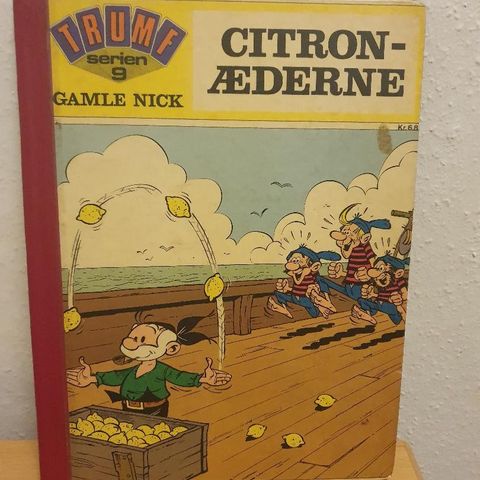 TRUMF
serien
9
GAMLE NICK
CITRON-
ÆDERNE